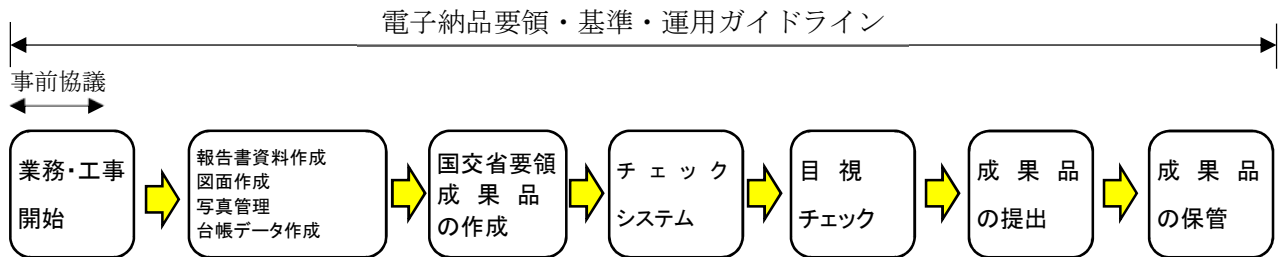 電子納品要領・基準・運用ガイドライン
事前協議
業務・工事
開始
報告書資料作成
図面作成
写真管理
台帳データ作成
国交省要領
成果品
の作成
チェック
システム
目視
チェック
成果品
の提出
成果品
の保管